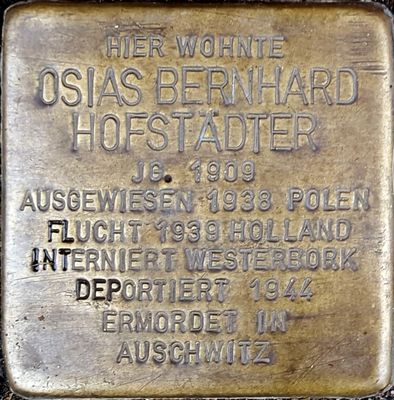 HIER WOHNTE
OSIAS BERNHARD
HOFSTÄDTER
JG. 1909
AUSGEWIESEN 1938 POLEN
FLUCHT 1939 HOLLAND
INTERNIERT WESTERBORK
DEPORTIERT 1944
ERMORDET IN
AUSCHWITZ